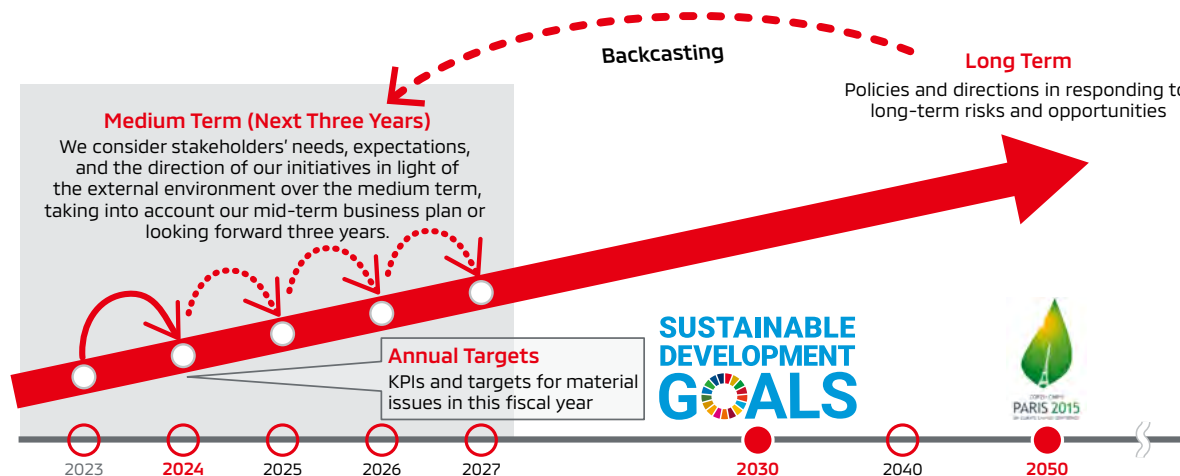 Backcasting
Long Term
Policies and directions in responding to
long-term risks and opportunities
Medium Term (Next Three Years)
We consider stakeholders’ needs, expectations,
and the direction of our initiatives in light of
the external environment over the medium term,
taking into account our mid-term business plan or
looking forward three years.
Annual Targets
KPIs and targets for material
issues in this fiscal year
SUSTAINABLE
DEVELOPMENT
GOALS
PARIS 2015
2023
2024
2025
2026
2027
2030
2040
2050